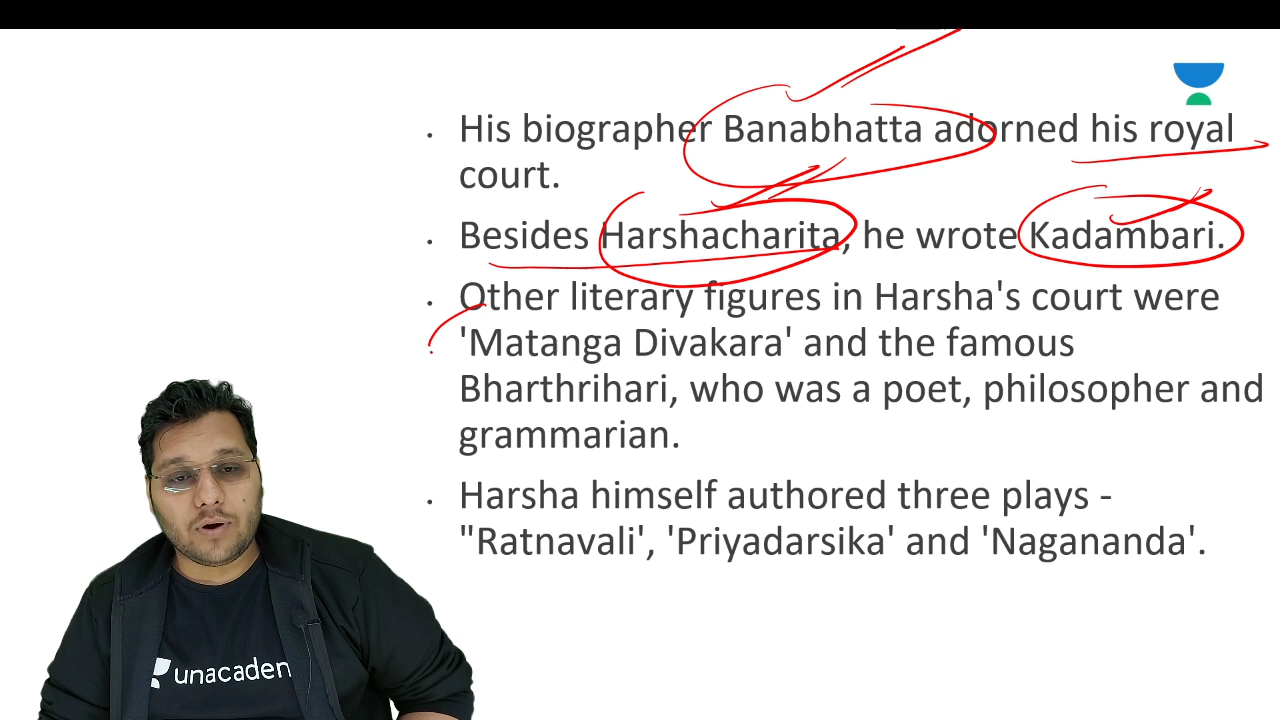 His biographer Banabhatta adorned his royal
court.
Besides Harshacharita, he wrote Kadambari.
Other literary figures in Harsha's court were
'Matanga Divakara' and the famous
Bharthrihari, who was a poet, philosopher and
grammarian.
Harsha himself authored three plays -
"Ratnavali', 'Priyadarsika' and 'Nagananda'.
unacaden